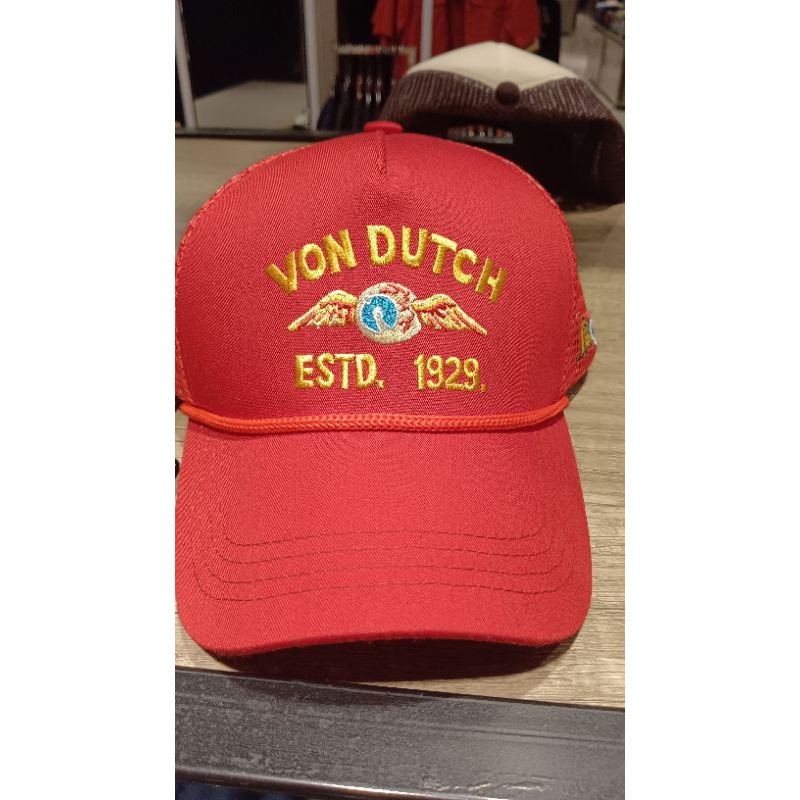 VON DUTCH
ESTD. 1929.